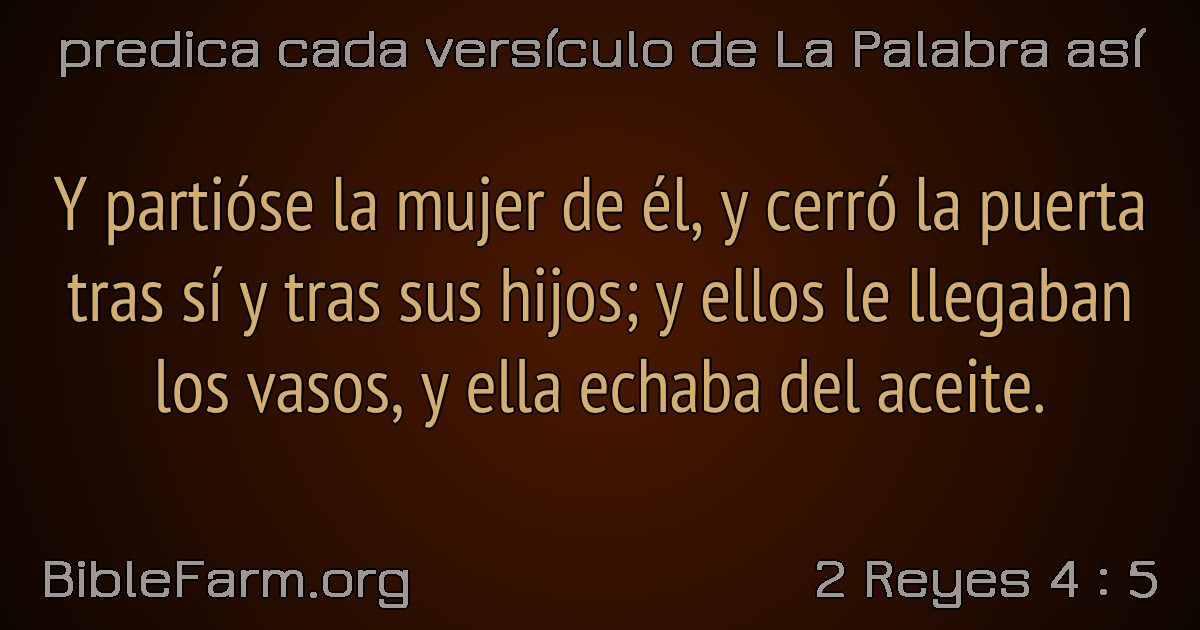 predica cada versículo de La Palabra así
Y partióse la mujer de él, y cerró la puerta
tras sí y tras sus hijos; y ellos le llegaban
los vasos, y ella echaba del aceite.
BibleFarm.org
2 Reyes 4 : 5